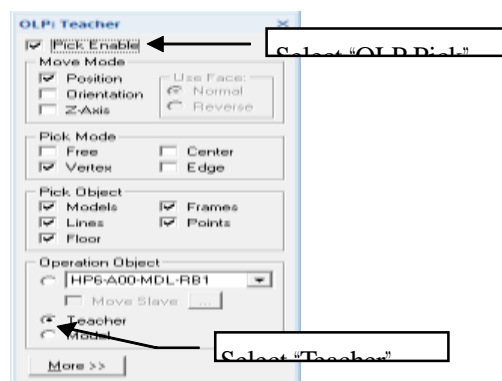 OLP: Teacher
Pick Enable
Select "OLP Pick"
Move Mode
Position
Orientation
Z-Axis
Use Face:
Normal
Reverse
Pick Mode
Free Center
Vertex Edge
Pick Object
Models Frames
Lines Points
Floor
Operation Object
HP6-A00-MDL-RB1
Move Slave ...
Teacher
Model
Select "Teacher"
More >>